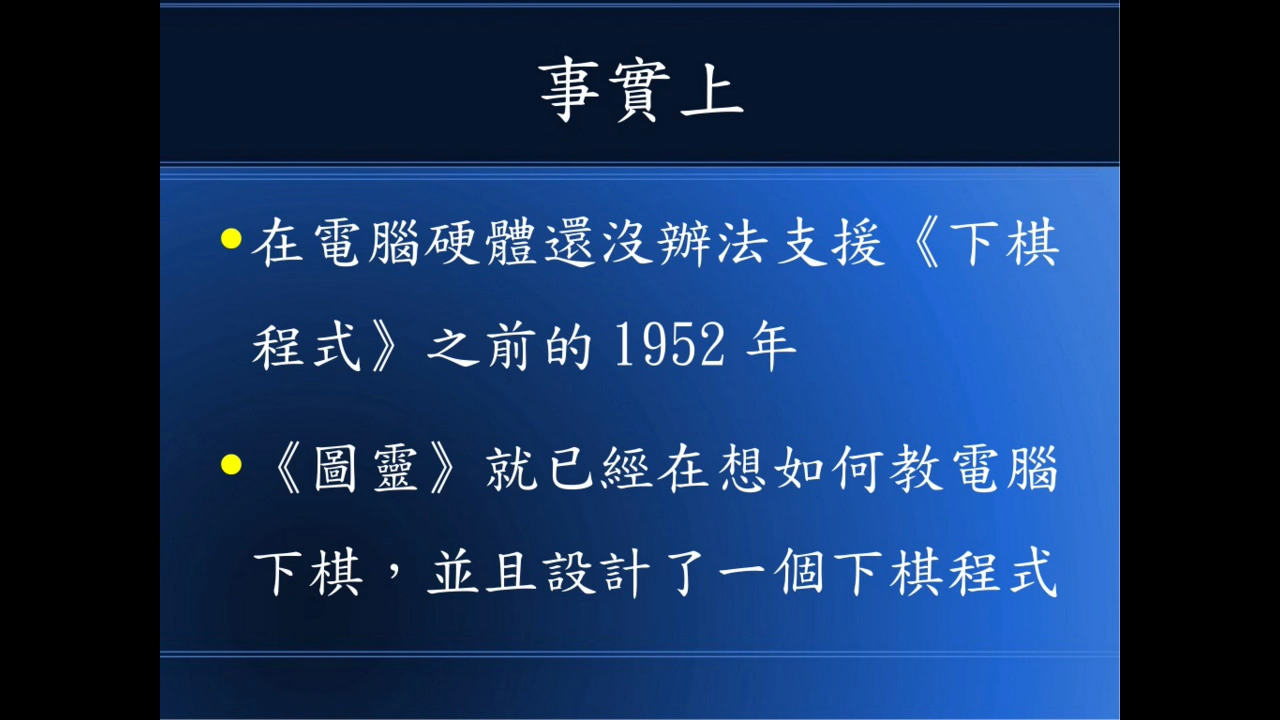 事實上
在電腦硬體還沒辦法支援《下棋
程式》之前的 1952 年
《圖靈》就已經在想如何教電腦
下棋，並且設計了一個下棋程式